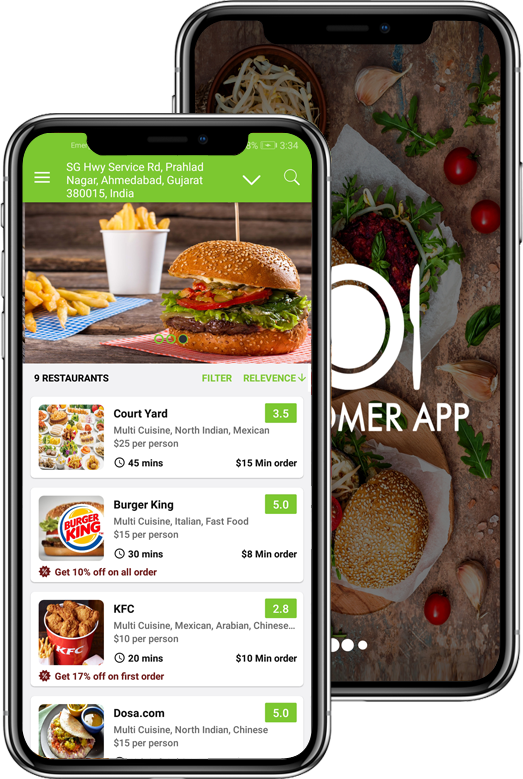 Emer
8% 3:34
SG Hwy Service Rd, Prahlad
Nagar, Ahmedabad, Gujarat
380015, India
9 RESTAURANTS FILTER RELEVENCE
Court Yard 3.5
Multi Cuisine, North Indian, Mexican
$25 per person
45 mins $15 Min order
BURGER KING
Burger King 5.0
Multi Cuisine, Italian, Fast Food
$15 per person
30 mins $8 Min order
Get 10% off on all order
KFC
KFC 2.8
Multi Cuisine, Mexican, Arabian, Chinese...
$10 per person
20 mins $10 Min order
Get 17% off on first order
Dosa.com 5.0
Multi Cuisine, North Indian, Chinese
$15 per person
OMER APP